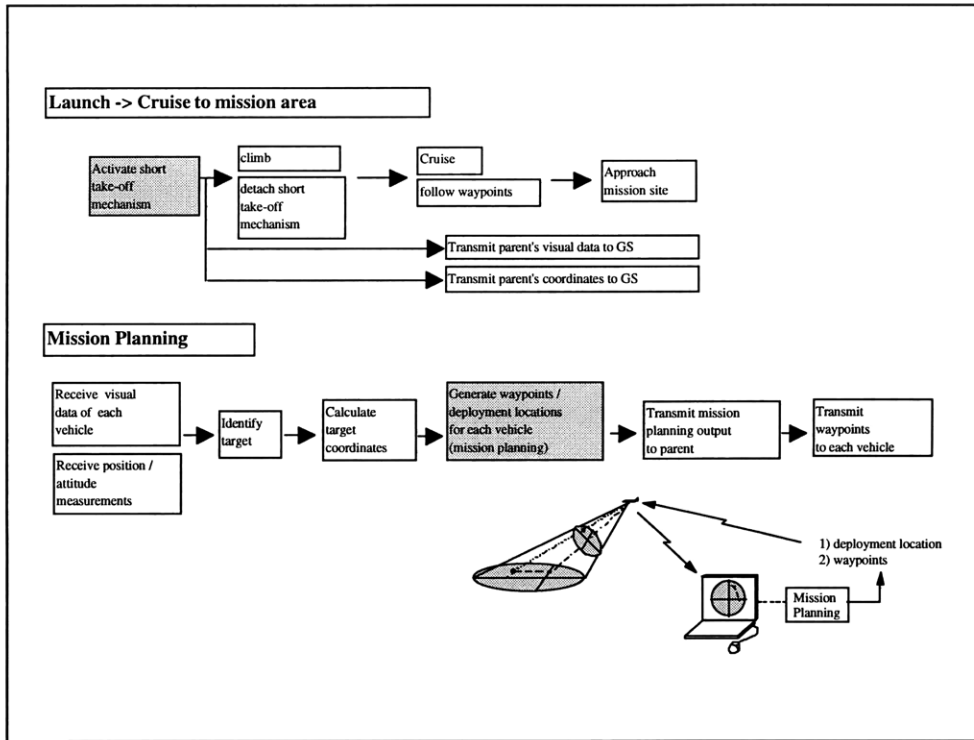 Launch -> Cruise to mission area
Activate short
take-off
mechanism
climb
detach short
take-off
mechanism
Cruise
follow waypoints
Approach
mission site
Transmit parent's visual data to GS
Transmit parent's coordinates to GS
Mission Planning
Receive visual
data of each
vehicle
Receive position /
attitude
measurements
Identify
target
Calculate
target
coordinates
Generate waypoints /
deployment locations
for each vehicle
(mission planning)
Transmit mission
planning output
to parent
Transmit
waypoints
to each vehicle
1) deployment location
2) waypoints
Mission
Planning